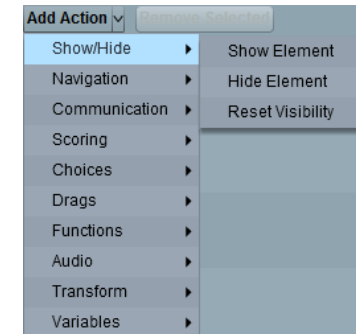 Add Action Remove Selected
Show/Hide
Show Element
Navigation
Hide Element
Communication
Reset Visibility
Scoring
Choices
Drags
Functions
Audio
Transform
Variables